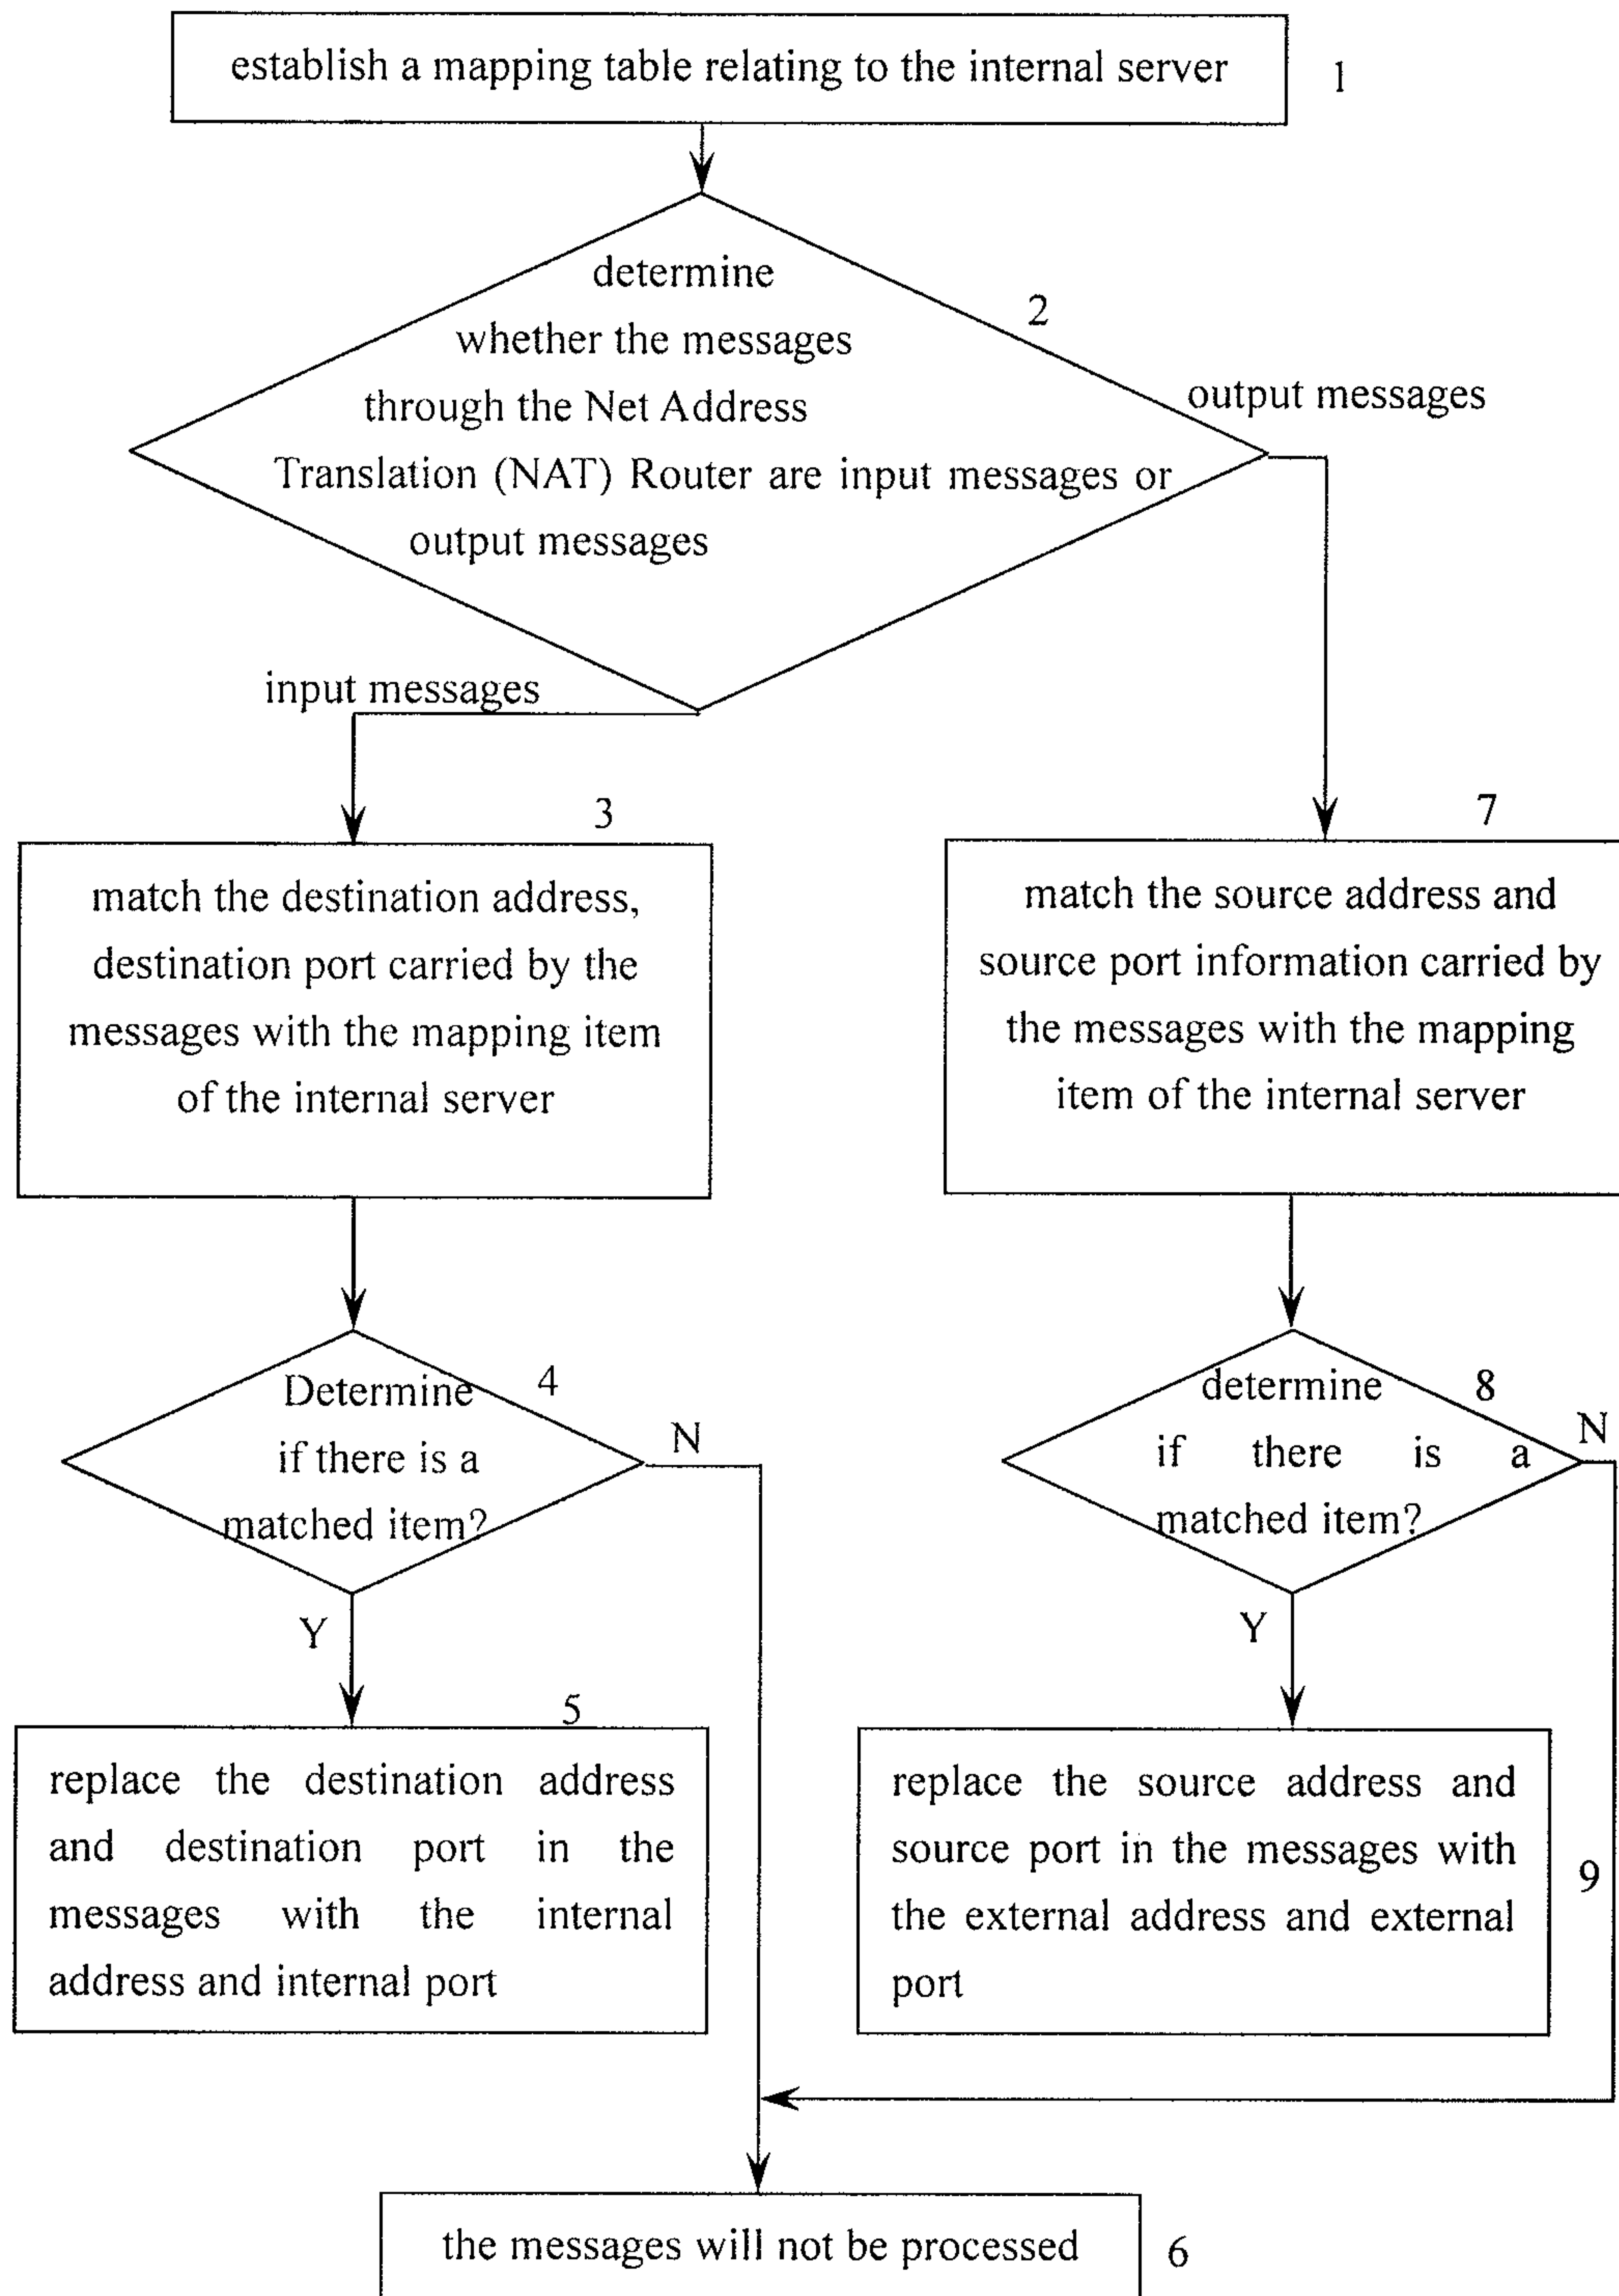 establish a mapping table relating to the internal server
1
determine
2
whether the messages
through the Net Address
output messages
Translation (NAT) Router are input messages or
output messages
input messages
3
match the destination address,
destination port carried by the
messages with the mapping item
of the internal server
7
match the source address and
source port information carried by
the messages with the mapping
item of the internal server
Determine
4
if there is a
N
matched item?
Y
determine
8
if there is a
N
matched item?
Y
5
replace the destination address
and destination port in the
messages with the internal
address and internal port
replace the source address and
source port in the messages with
9
the external address and external
port
the messages will not be processed
6